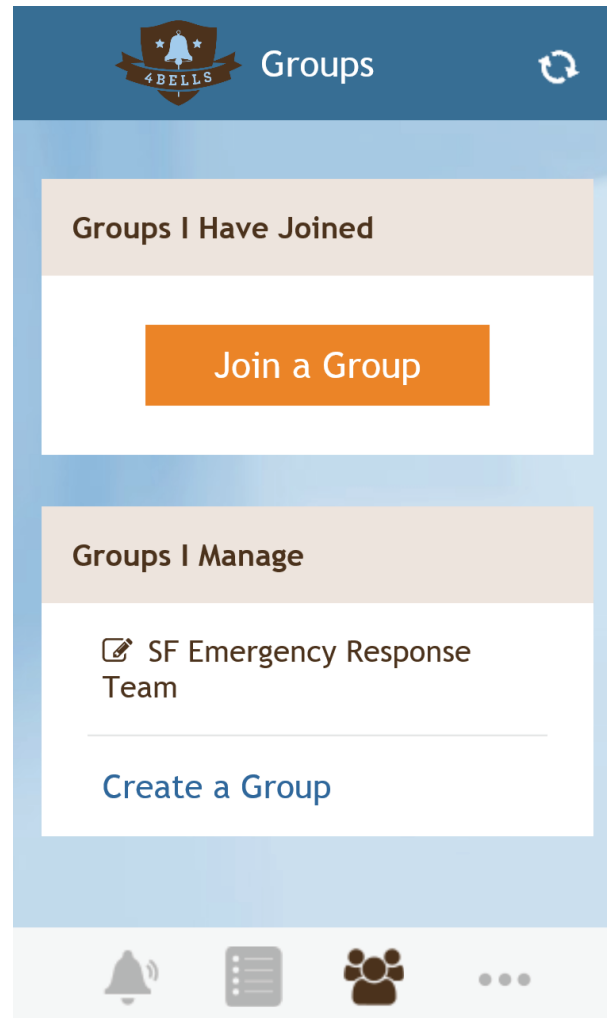 4BELLS
Groups
Groups I Have Joined
Join a Group
Groups I Manage
SF Emergency Response
Team
Create a Group